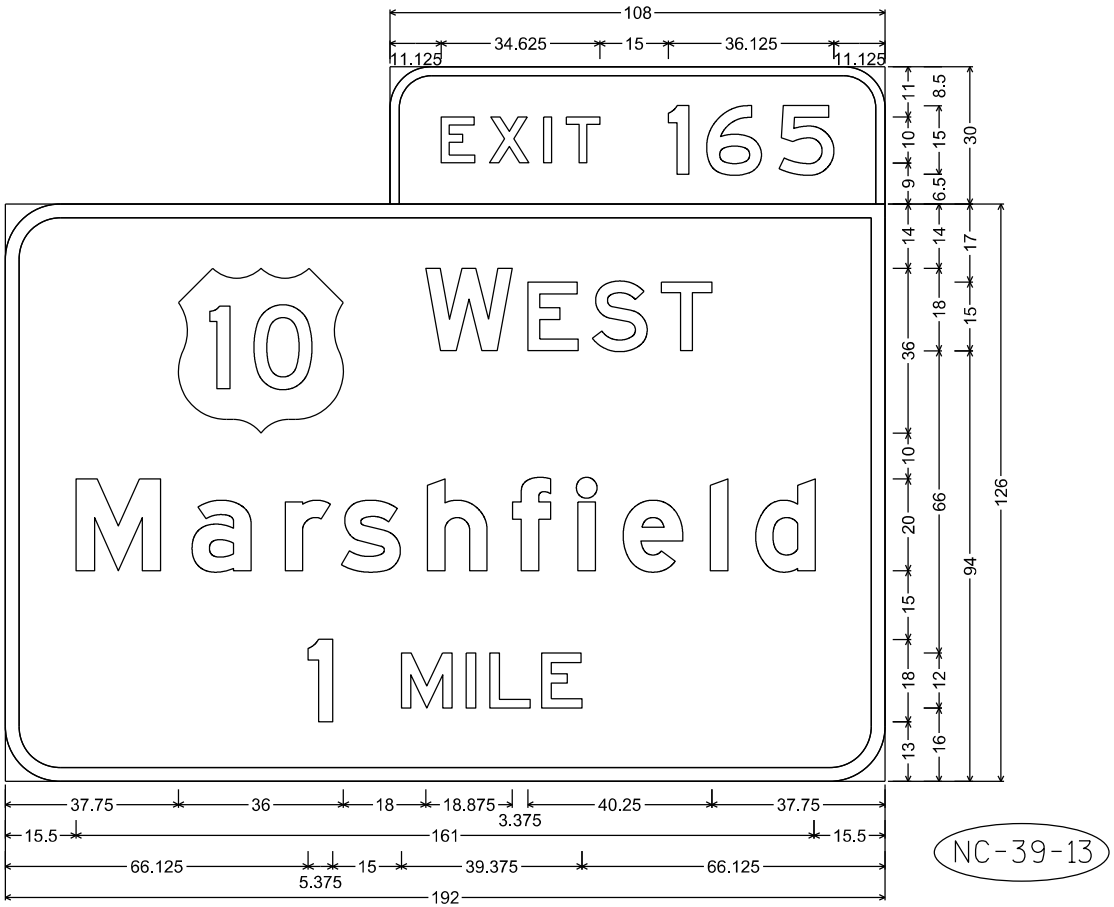 108
11.125 34.625 15 36.125 11.125
EXIT 165
11 10 9
8.5 15 6.5
30
10 WEST
Marshfield
1 MILE
14 36 10 20 15 18 13
14 18 66 12 16
17 15 94
126
37.75 36 18 18.875 3.375 40.25 37.75
15.5 161 15.5
66.125 5.375 15 39.375 66.125
192
NC-39-13